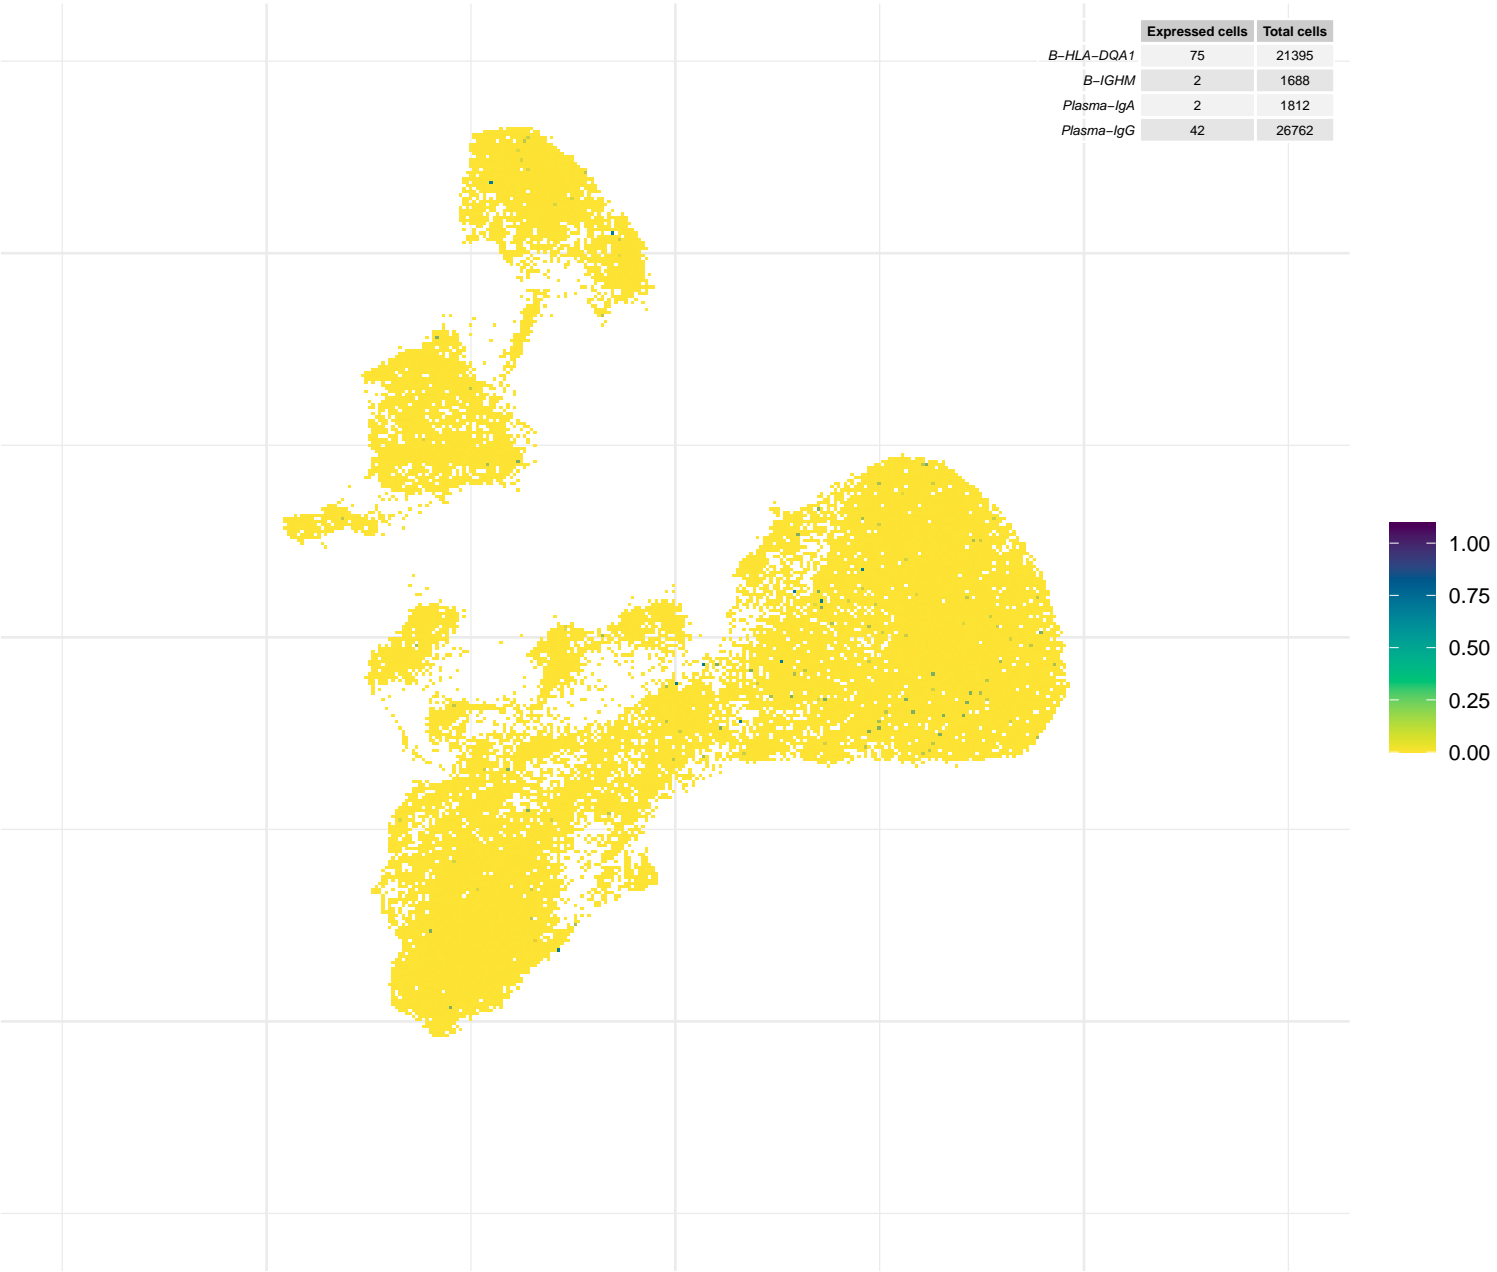 Expressed cells Total cells
B−HLA−DQA1 75 21395
B−IGHM 2 1688
Plasma−IgA 2 1812
Plasma−IgG 42 26762
1.00
0.75
0.50
0.25
0.00